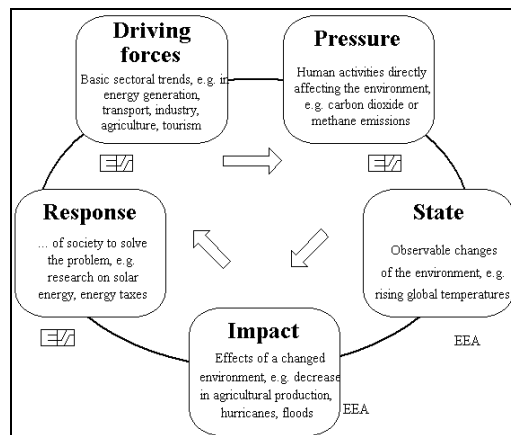 Driving
forces
Basic sectoral trends, e.g. in
energy generation,
transport, industry,
agriculture, tourism
Pressure
Human activities directly
affecting the environment,
e.g. carbon dioxide or
methane emissions
State
Observable changes
of the environment, e.g.
rising global temperatures
EEA
Impact
Effects of a changed
environment, e.g. decrease
in agricultural production,
hurricanes, floods
EEA
Response
... of society to solve
the problem, e.g.
research on solar
energy, energy taxes